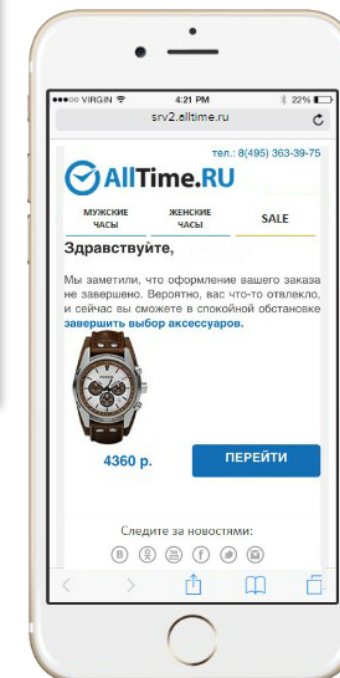 VIRGIN 4:21 PM 22%
srv2.alltime.ru
тел.: 8(495) 363-39-75
AllTime.RU
МУЖСКИЕ ЧАСЫ
ЖЕНСКИЕ ЧАСЫ
SALE
Здравствуйте,
Мы заметили, что оформление вашего заказа
не завершено. Вероятно, вас что-то отвлекло,
и сейчас вы сможете в спокойной обстановке
завершить выбор аксессуаров.
4360 р.
ПЕРЕЙТИ
Следите за новостями: